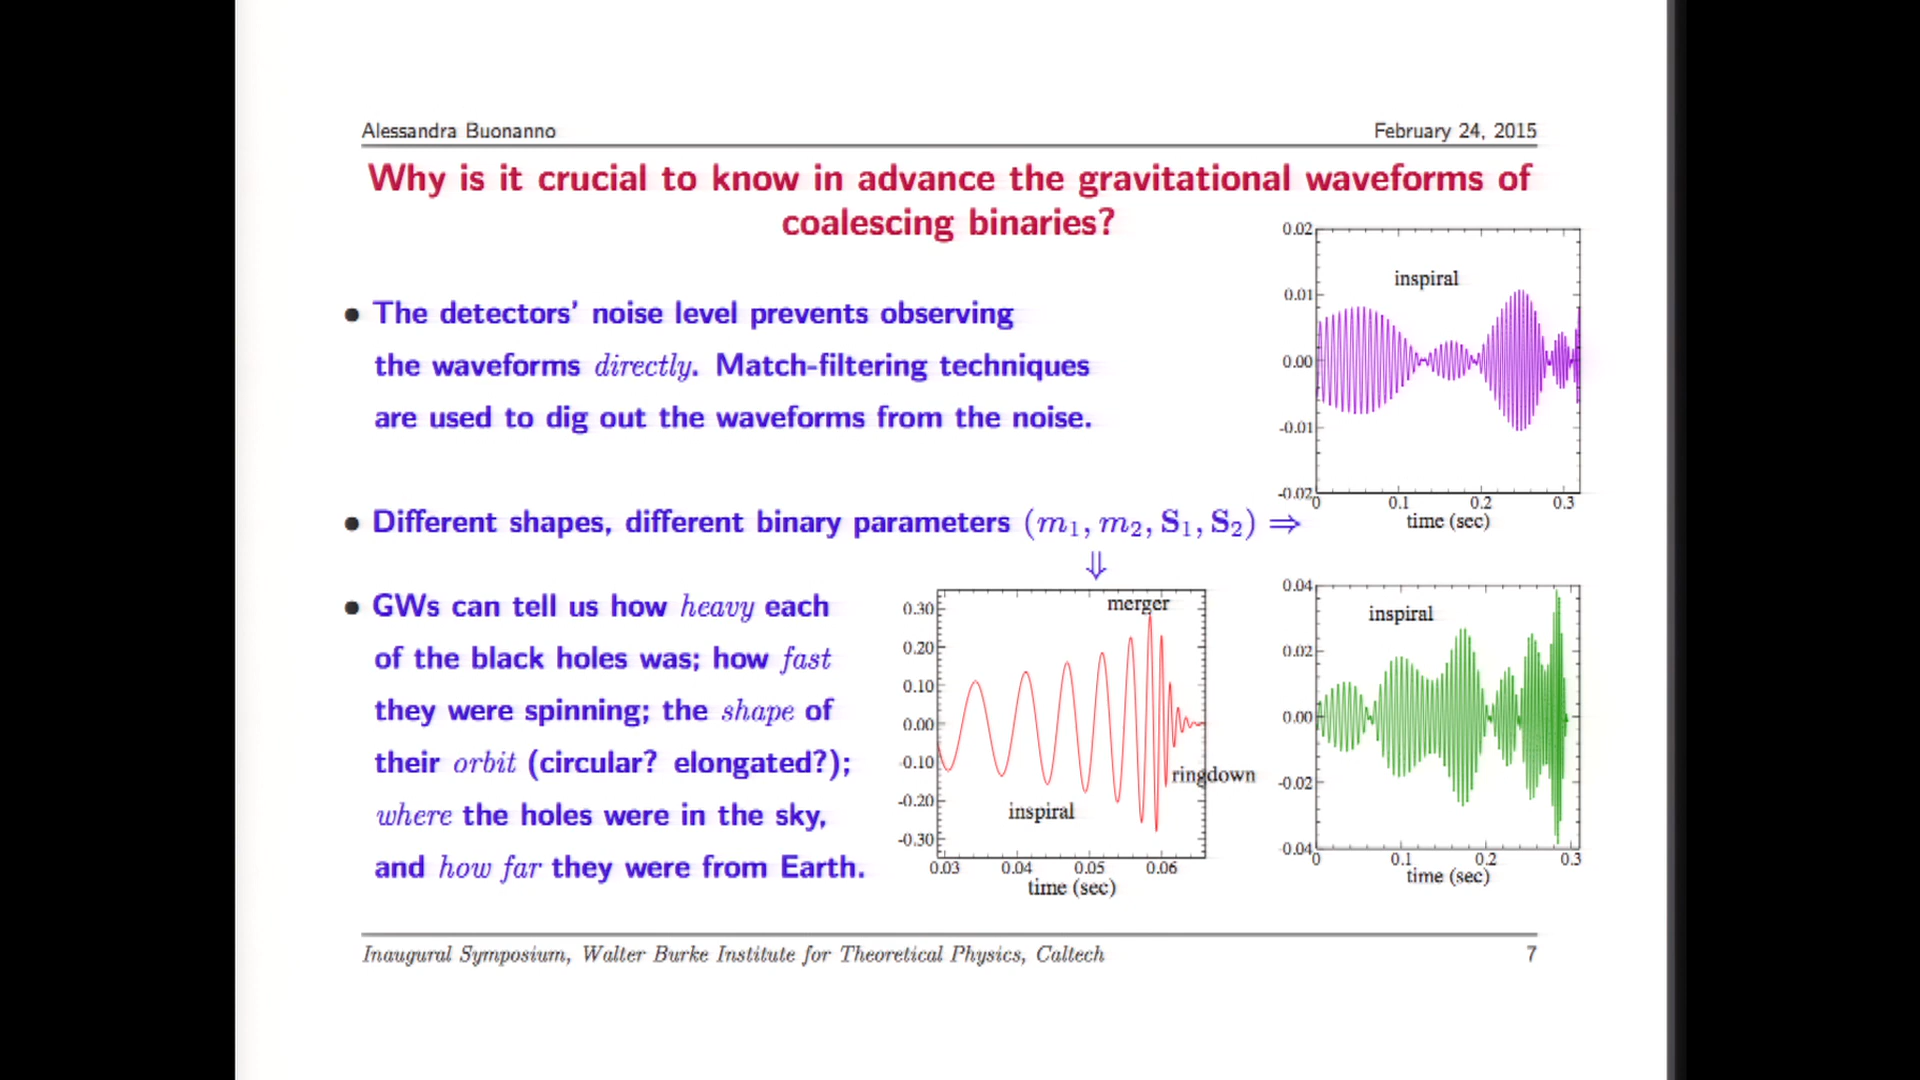 Alessandra Buonanno
February 24, 2015
Why is it crucial to know in advance the gravitational waveforms of
coalescing binaries?
• The detectors' noise level prevents observing
the waveforms directly. Match-filtering techniques
are used to dig out the waveforms from the noise.
0.02
0.01
0.00
-0.01
-0.02
inspiral
0 0.1 0.2 0.3
time (sec)
• Different shapes, different binary parameters (m₁, m₂, S₁, S₂) ⇒
⇓
• GWs can tell us how heavy each
of the black holes was; how fast
they were spinning; the shape of
their orbit (circular? elongated?);
where the holes were in the sky,
and how far they were from Earth.
0.30
0.20
0.10
0.00
-0.10
-0.20
-0.30
merger
ringdown
inspiral
0.03 0.04 0.05 0.06
time (sec)
0.04
0.02
0.00
-0.02
-0.04
inspiral
0 0.1 0.2 0.3
time (sec)
Inaugural Symposium, Walter Burke Institute for Theoretical Physics, Caltech
7